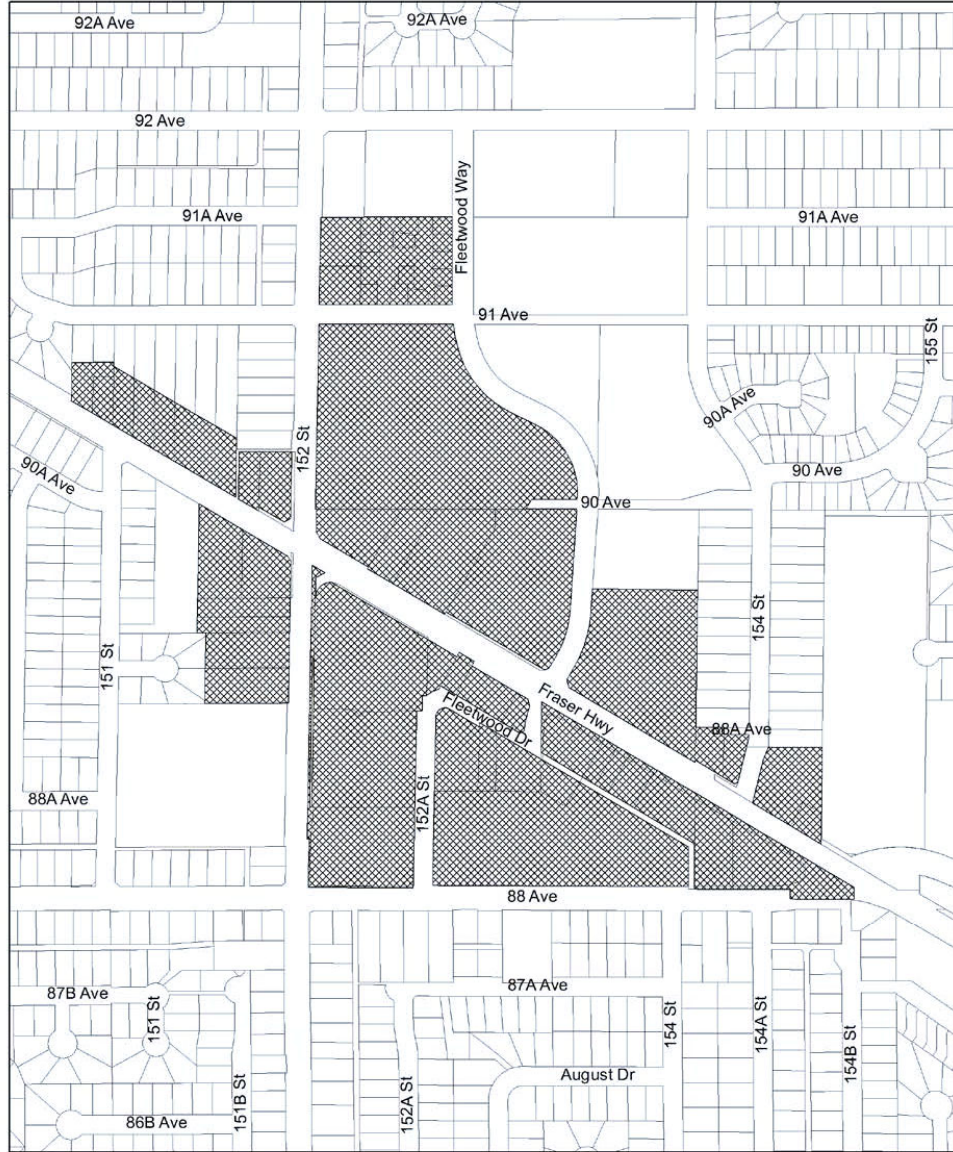 92A Ave
92A Ave
92 Ave
Fleetwood Way
91A Ave
91A Ave
91 Ave
155 St
90A Ave
152 St
90A Ave
90 Ave
90 Ave
154 St
151 St
Fraser Hwy
Fleetwood Dr
88A Ave
88A Ave
152A St
88 Ave
87B Ave
87A Ave
151 St
154 St
154A St
154B St
August Dr
151B St
152A St
86B Ave